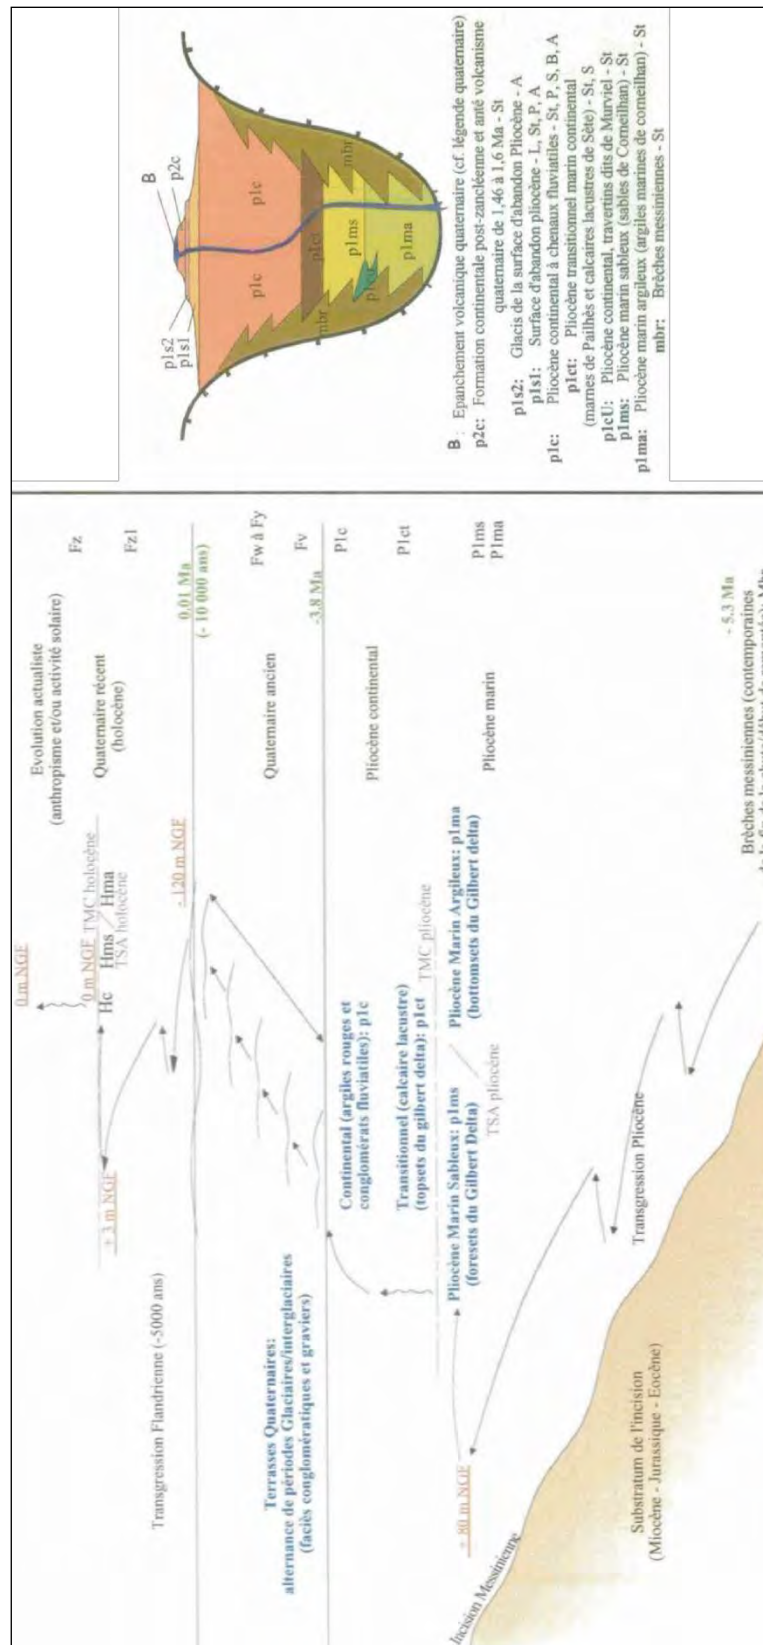 Evolution actualiste
(anthropisme et/ou activité solaire)
Fz
0 m NGF
Quaternaire récent
(holocène)
Fz1
0 m NGF TMC holocène
Hc Hms Hma
TSA holocène
+ 3 m NGF
Transgression Flandrienne (-5000 ans)
- 120 m NGF
0,01 Ma
(- 10 000 ans)
Terrasses Quaternaires:
alternance de périodes Glaciaires/interglaciaires
(faciès conglomératiques et graviers)
Quaternaire ancien
Fw à Fy
Fv
-3.8 Ma
Continental (argiles rouges et
conglomérats fluviatiles): p1c
Pliocène continental
P1c
Transitionnel (calcaire lacustre)
(topsets du gilbert delta): p1ct
P1ct
TMC pliocène
Pliocène Marin Sableux: p1ms
(foresets du Gilbert Delta)
TSA pliocène
Pliocène Marin Argileux: p1ma
(bottomsets du Gilbert delta)
Pliocène marin
P1ms
P1ma
+ 80 m NGF
Incision Messinienne
Substratum de l'incision
(Miocène - Jurassique - Eocène)
Transgression Pliocène
- 5.3 Ma
Brèches messiniennes (contemporaines
B
p2c
p1s2
p1s1
p1c
p1c
p1ct
mbr
mbr
p1ms
p1cU
p1ma
B : Epanchement volcanique quaternaire (cf. légende quaternaire)
p2c: Formation continentale post-zancléenne et anté volcanisme
quaternaire de 1,46 à 1,6 Ma - St
p1s2: Glacis de la surface d'abandon Pliocène - A
p1s1: Surface d'abandon pliocène - L, St, P, A
p1c: Pliocène continental à chenaux fluviatiles - St, P, S, B, A
p1ct: Pliocène transitionnel marin continental
(marnes de Pailhès et calcaires lacustres de Sète) - St, S
p1cU: Pliocène continental, travertins dits de Murviel - St
p1ms: Pliocène marin sableux (sables de Corneilhan) - St
p1ma: Pliocène marin argileux (argiles marines de corneilhan) - St
mbr: Brèches messiniennes - St